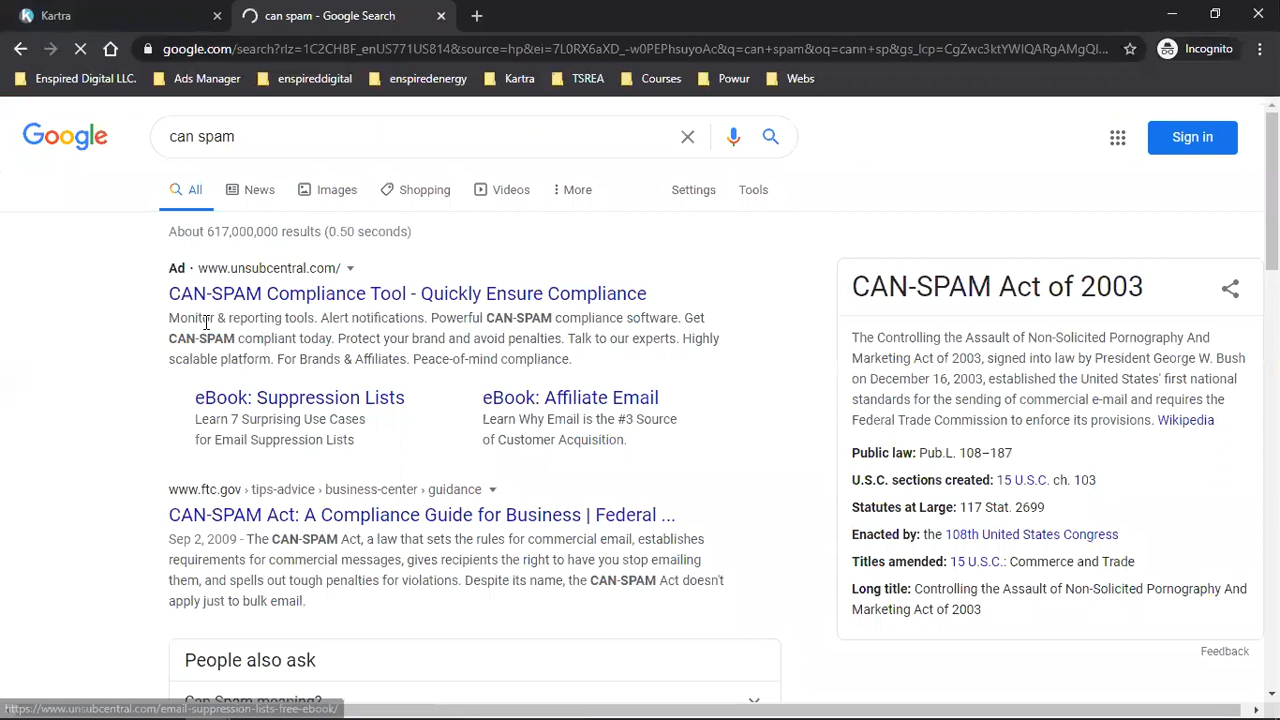 Kartra
can spam - Google Search
google.com/search?rlz=1C2CHBF_enUS771US814&source=hp&ei=7L0RX6aXD_-w0PEPhsuyoAc&q=can+spam&oq=cann+sp&gs_lcp=CgZwc3ktYWIQARgAMgQI...
Incognito
Enspired Digital LLC.
Ads Manager
enspireddigital
enspiredenergy
Kartra
TSREA
Courses
Powur
Webs
Google
can spam
Sign in
All
News
Images
Shopping
Videos
More
Settings
Tools
About 617,000,000 results (0.50 seconds)
Ad · www.unsubcentral.com/
CAN-SPAM Compliance Tool - Quickly Ensure Compliance
Monitor & reporting tools. Alert notifications. Powerful CAN-SPAM compliance software. Get
CAN-SPAM compliant today. Protect your brand and avoid penalties. Talk to our experts. Highly
scalable platform. For Brands & Affiliates. Peace-of-mind compliance.
eBook: Suppression Lists
Learn 7 Surprising Use Cases
for Email Suppression Lists
eBook: Affiliate Email
Learn Why Email is the #3 Source
of Customer Acquisition.
www.ftc.gov › tips-advice › business-center › guidance
CAN-SPAM Act: A Compliance Guide for Business | Federal ...
Sep 2, 2009 - The CAN-SPAM Act, a law that sets the rules for commercial email, establishes
requirements for commercial messages, gives recipients the right to have you stop emailing
them, and spells out tough penalties for violations. Despite its name, the CAN-SPAM Act doesn't
apply just to bulk email.
People also ask
Can Spam meaning?
CAN-SPAM Act of 2003
The Controlling the Assault of Non-Solicited Pornography And
Marketing Act of 2003, signed into law by President George W. Bush
on December 16, 2003, established the United States' first national
standards for the sending of commercial e-mail and requires the
Federal Trade Commission to enforce its provisions. Wikipedia
Public law: Pub.L. 108–187
U.S.C. sections created: 15 U.S.C. ch. 103
Statutes at Large: 117 Stat. 2699
Enacted by: the 108th United States Congress
Titles amended: 15 U.S.C.: Commerce and Trade
Long title: Controlling the Assault of Non-Solicited Pornography And
Marketing Act of 2003
Feedback
https://www.unsubcentral.com/email-suppression-lists-free-ebook/